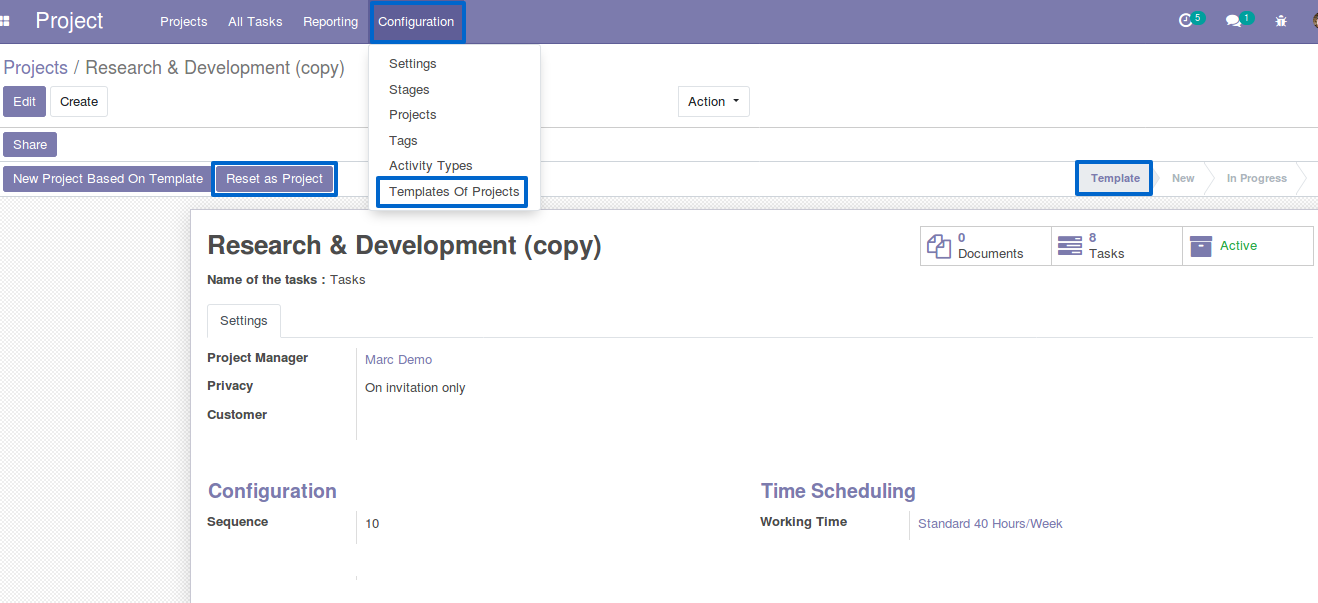 Project Projects All Tasks Reporting Configuration 5 1
Settings
Stages
Projects
Tags
Activity Types
Templates Of Projects
Projects / Research & Development (copy)
Edit Create Action
Share
New Project Based On Template Reset as Project Template New In Progress
Research & Development (copy)
0 Documents 8 Tasks Active
Name of the tasks : Tasks
Settings
Project Manager Marc Demo
Privacy On invitation only
Customer
Configuration Time Scheduling
Sequence 10 Working Time Standard 40 Hours/Week